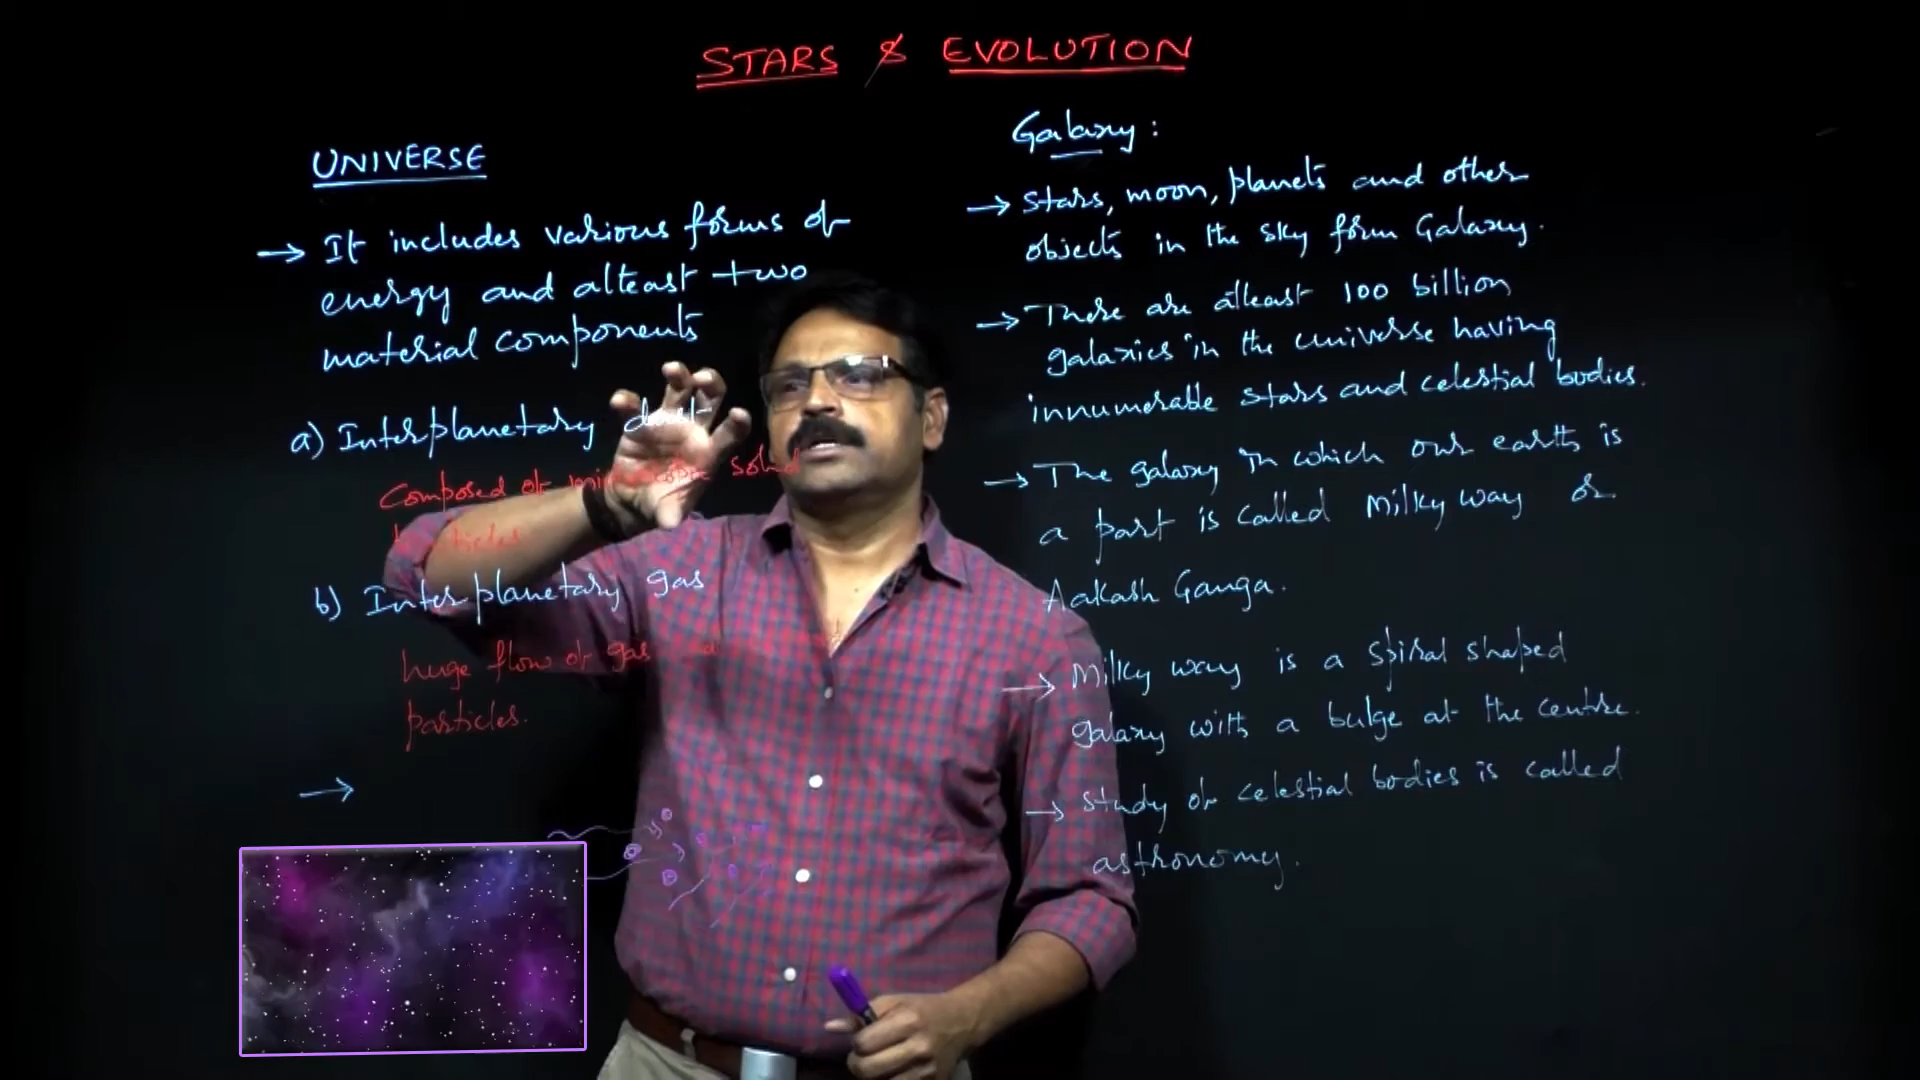 STARS & EVOLUTION
UNIVERSE
→ It includes various forms of
energy and atleast two
material components
a) Interplanetary dust
Composed of microscopic solid
particles
b) Interplanetary gas
huge flow of gas
particles.
→
Galaxy:
→ Stars, moon, planets and other
objects in the sky form Galaxy.
→ There are atleast 100 billion
galaxies in the universe having
innumerable stars and celestial bodies.
→ The galaxy in which our earth is
a part is called Milky way or
Aakash Ganga.
→ Milky way is a spiral shaped
galaxy with a bulge at the centre.
→ Study of celestial bodies is called
astronomy.